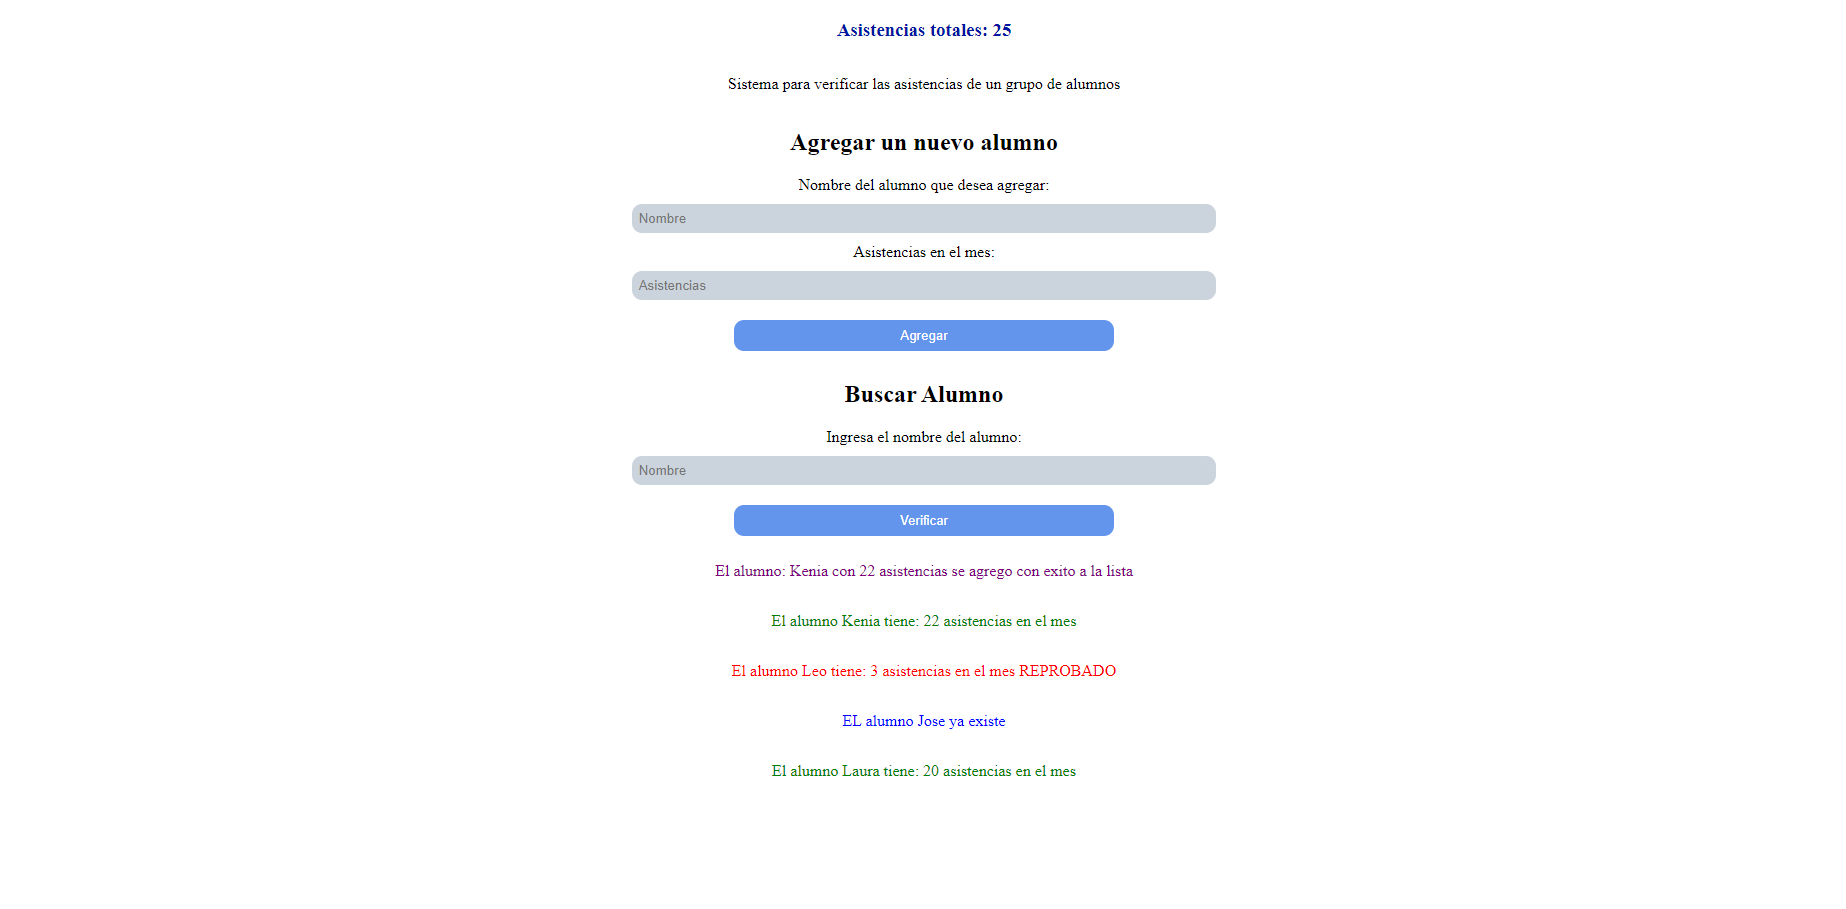 Asistencias totales: 25
Sistema para verificar las asistencias de un grupo de alumnos
Agregar un nuevo alumno
Nombre del alumno que desea agregar:
Nombre
Asistencias en el mes:
Asistencias
Agregar
Buscar Alumno
Ingresa el nombre del alumno:
Nombre
Verificar
El alumno: Kenia con 22 asistencias se agrego con exito a la lista
El alumno Kenia tiene: 22 asistencias en el mes
El alumno Leo tiene: 3 asistencias en el mes REPROBADO
EL alumno Jose ya existe
El alumno Laura tiene: 20 asistencias en el mes